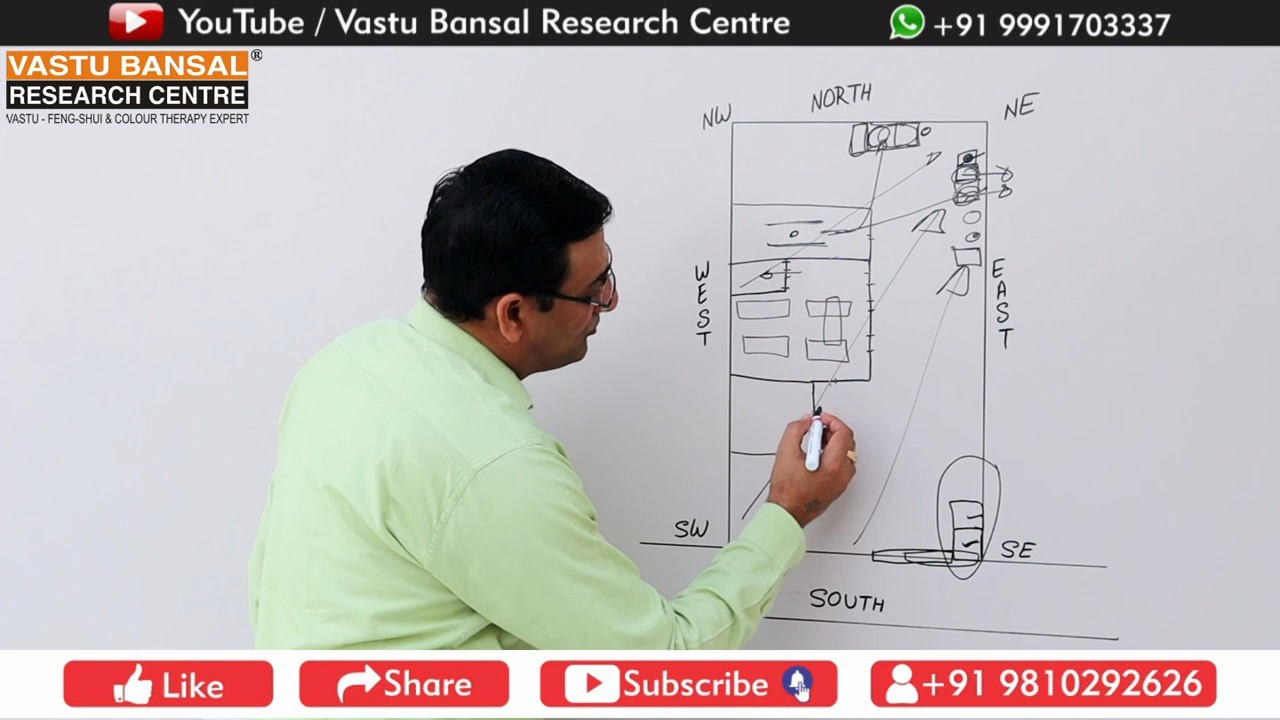 YouTube / Vastu Bansal Research Centre
+91 9991703337
VASTU BANSAL ®
RESEARCH CENTRE
VASTU - FENG-SHUI & COLOUR THERAPY EXPERT
NW
NORTH
NE
WEST
EAST
SW
SE
SOUTH
Like
Share
Subscribe
+91 9810292626